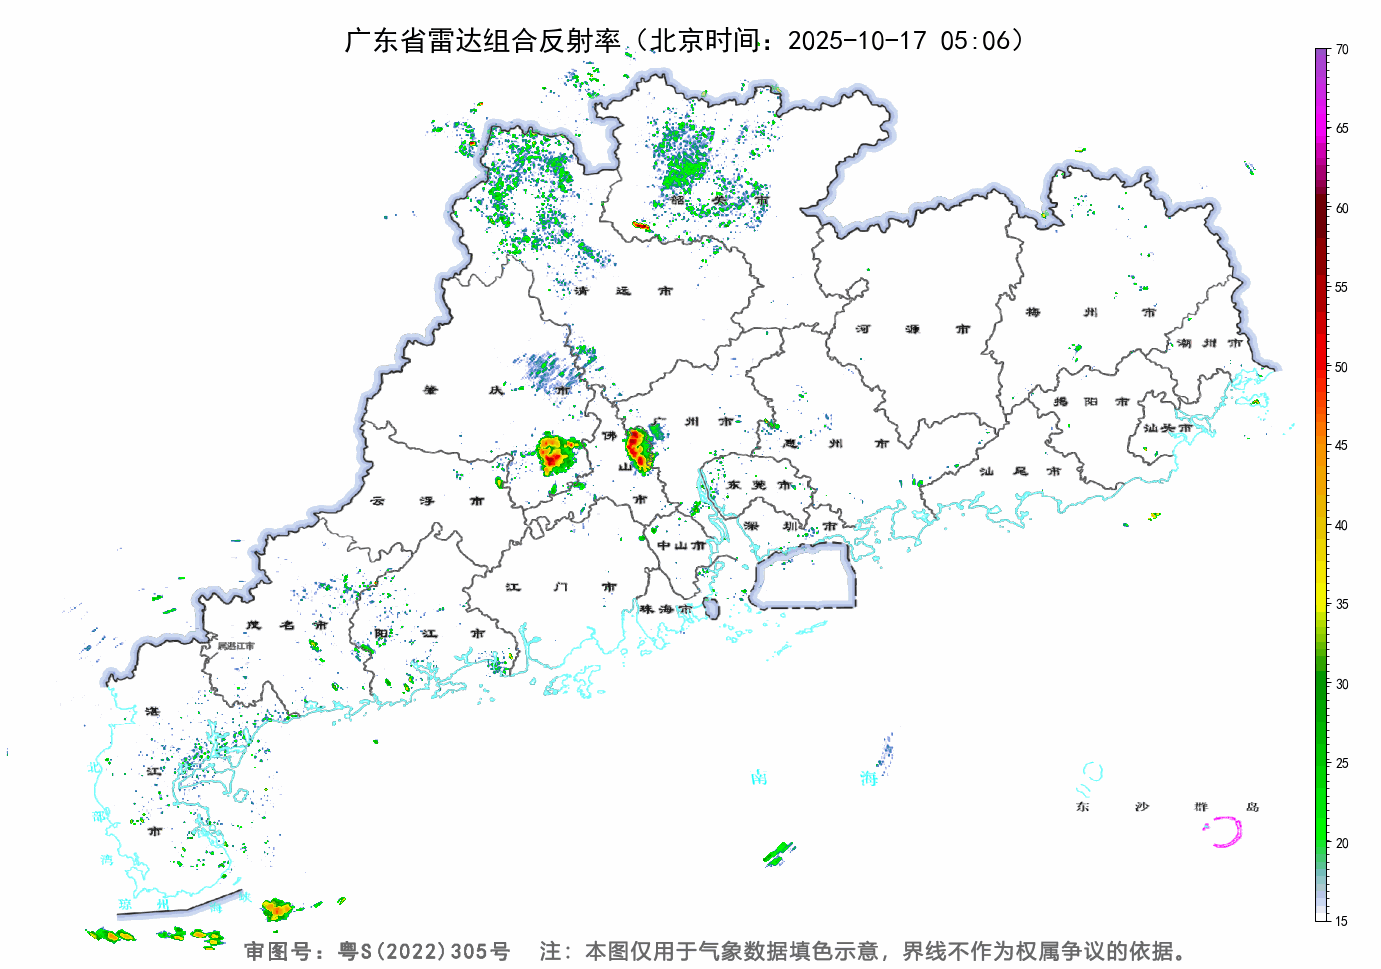 广东省雷达组合反射率（北京时间：2025-10-17 05:06）
70
65
60
55
50
45
40
35
30
25
20
15
韶关市
清远市
河源市
梅州市
潮州市
肇庆市
揭阳市
汕头市
广州市
佛山市
惠州市
汕尾市
云浮市
东莞市
深圳市
中山市
江门市
珠海市
茂名市
阳江市
属湛江市
湛江市
北部湾
琼州海峡
南海
东沙群岛
审图号：粤S(2022)305号 注：本图仅用于气象数据填色示意，界线不作为权属争议的依据。